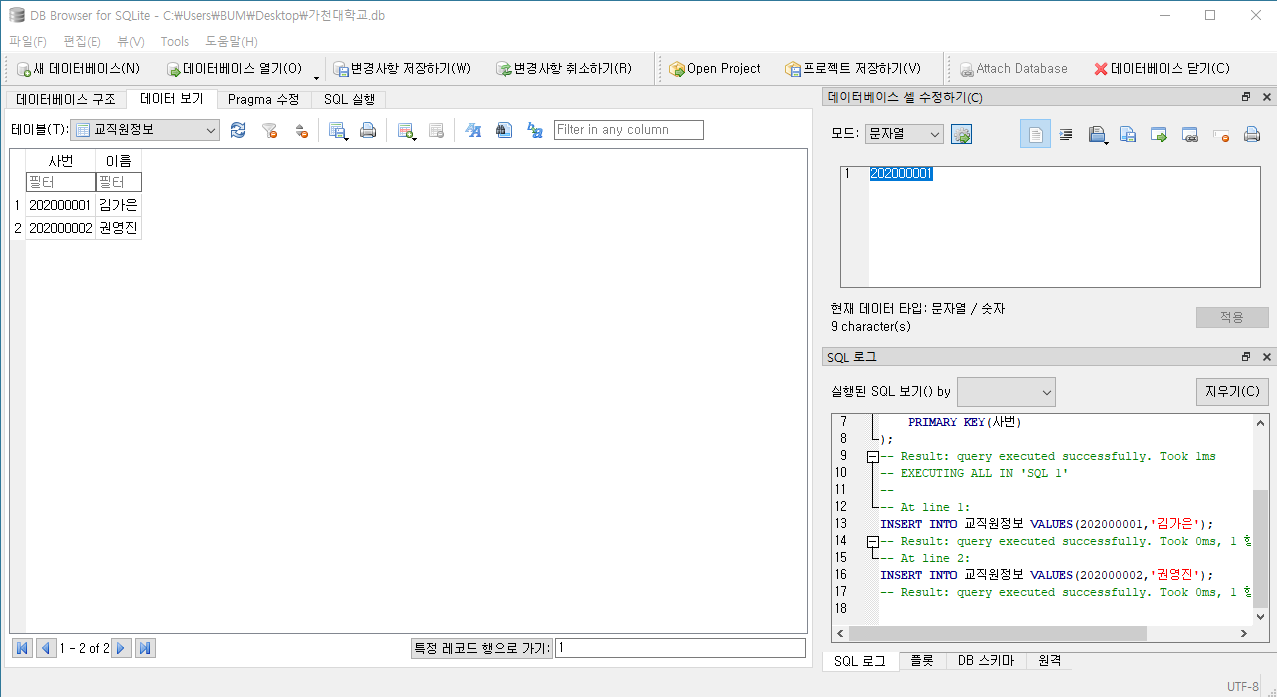 DB Browser for SQLite - C:₩Users₩BUM₩Desktop₩가천대학교.db
파일(F) 편집(E) 뷰(V) Tools 도움말(H)
새 데이터베이스(N) 데이터베이스 열기(O) 변경사항 저장하기(W) 변경사항 취소하기(R) Open Project 프로젝트 저장하기(V) Attach Database 데이터베이스 닫기(C)
데이터베이스 구조 데이터 보기 Pragma 수정 SQL 실행
테이블(T): 교직원정보 Filter in any column
사번 이름
필터 필터
1 202000001 김가은
2 202000002 권영진
1 - 2 of 2 특정 레코드 행으로 가기: 1
데이터베이스 셀 수정하기(C)
모드: 문자열
1 202000001
현재 데이터 타입: 문자열 / 숫자
9 character(s)
적용
SQL 로그
실행된 SQL 보기() by 지우기(C)
7 PRIMARY KEY(사번)
8 );
9 -- Result: query executed successfully. Took 1ms
10 -- EXECUTING ALL IN 'SQL 1'
11 --
12 -- At line 1:
13 INSERT INTO 교직원정보 VALUES(202000001,'김가은');
14 -- Result: query executed successfully. Took 0ms, 1 행
15 -- At line 2:
16 INSERT INTO 교직원정보 VALUES(202000002,'권영진');
17 -- Result: query executed successfully. Took 0ms, 1 행
18
SQL 로그 플롯 DB 스키마 원격
UTF-8